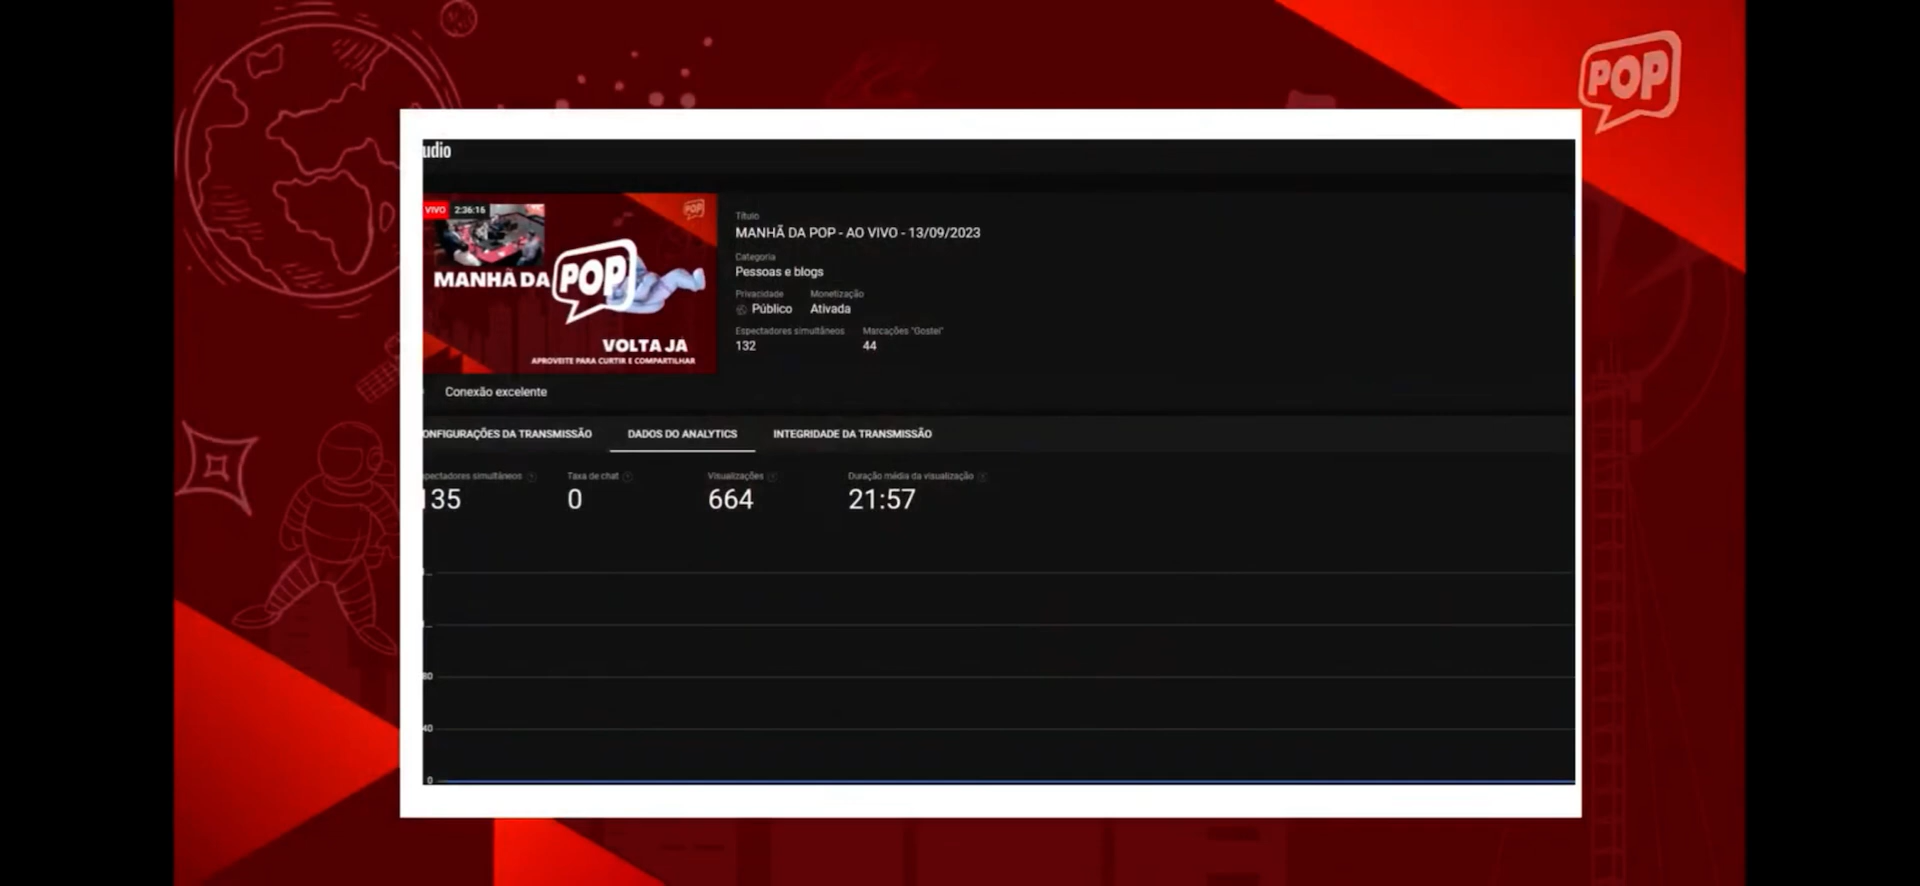 POP
udio
VIVO 2:36:16
POP
MANHÃ DA POP
VOLTA JA
APROVEITE PARA CURTIR E COMPARTILHAR
Título
MANHÃ DA POP - AO VIVO - 13/09/2023
Categoria
Pessoas e blogs
Privacidade Monetização
Público Ativada
Espectadores simultâneos Marcações "Gostei"
132 44
Conexão excelente
ONFIGURAÇÕES DA TRANSMISSÃO DADOS DO ANALYTICS INTEGRIDADE DA TRANSMISSÃO
pectadores simultâneos Taxa de chat Visualizações Duração média da visualização
135 0 664 21:57
80
40
0